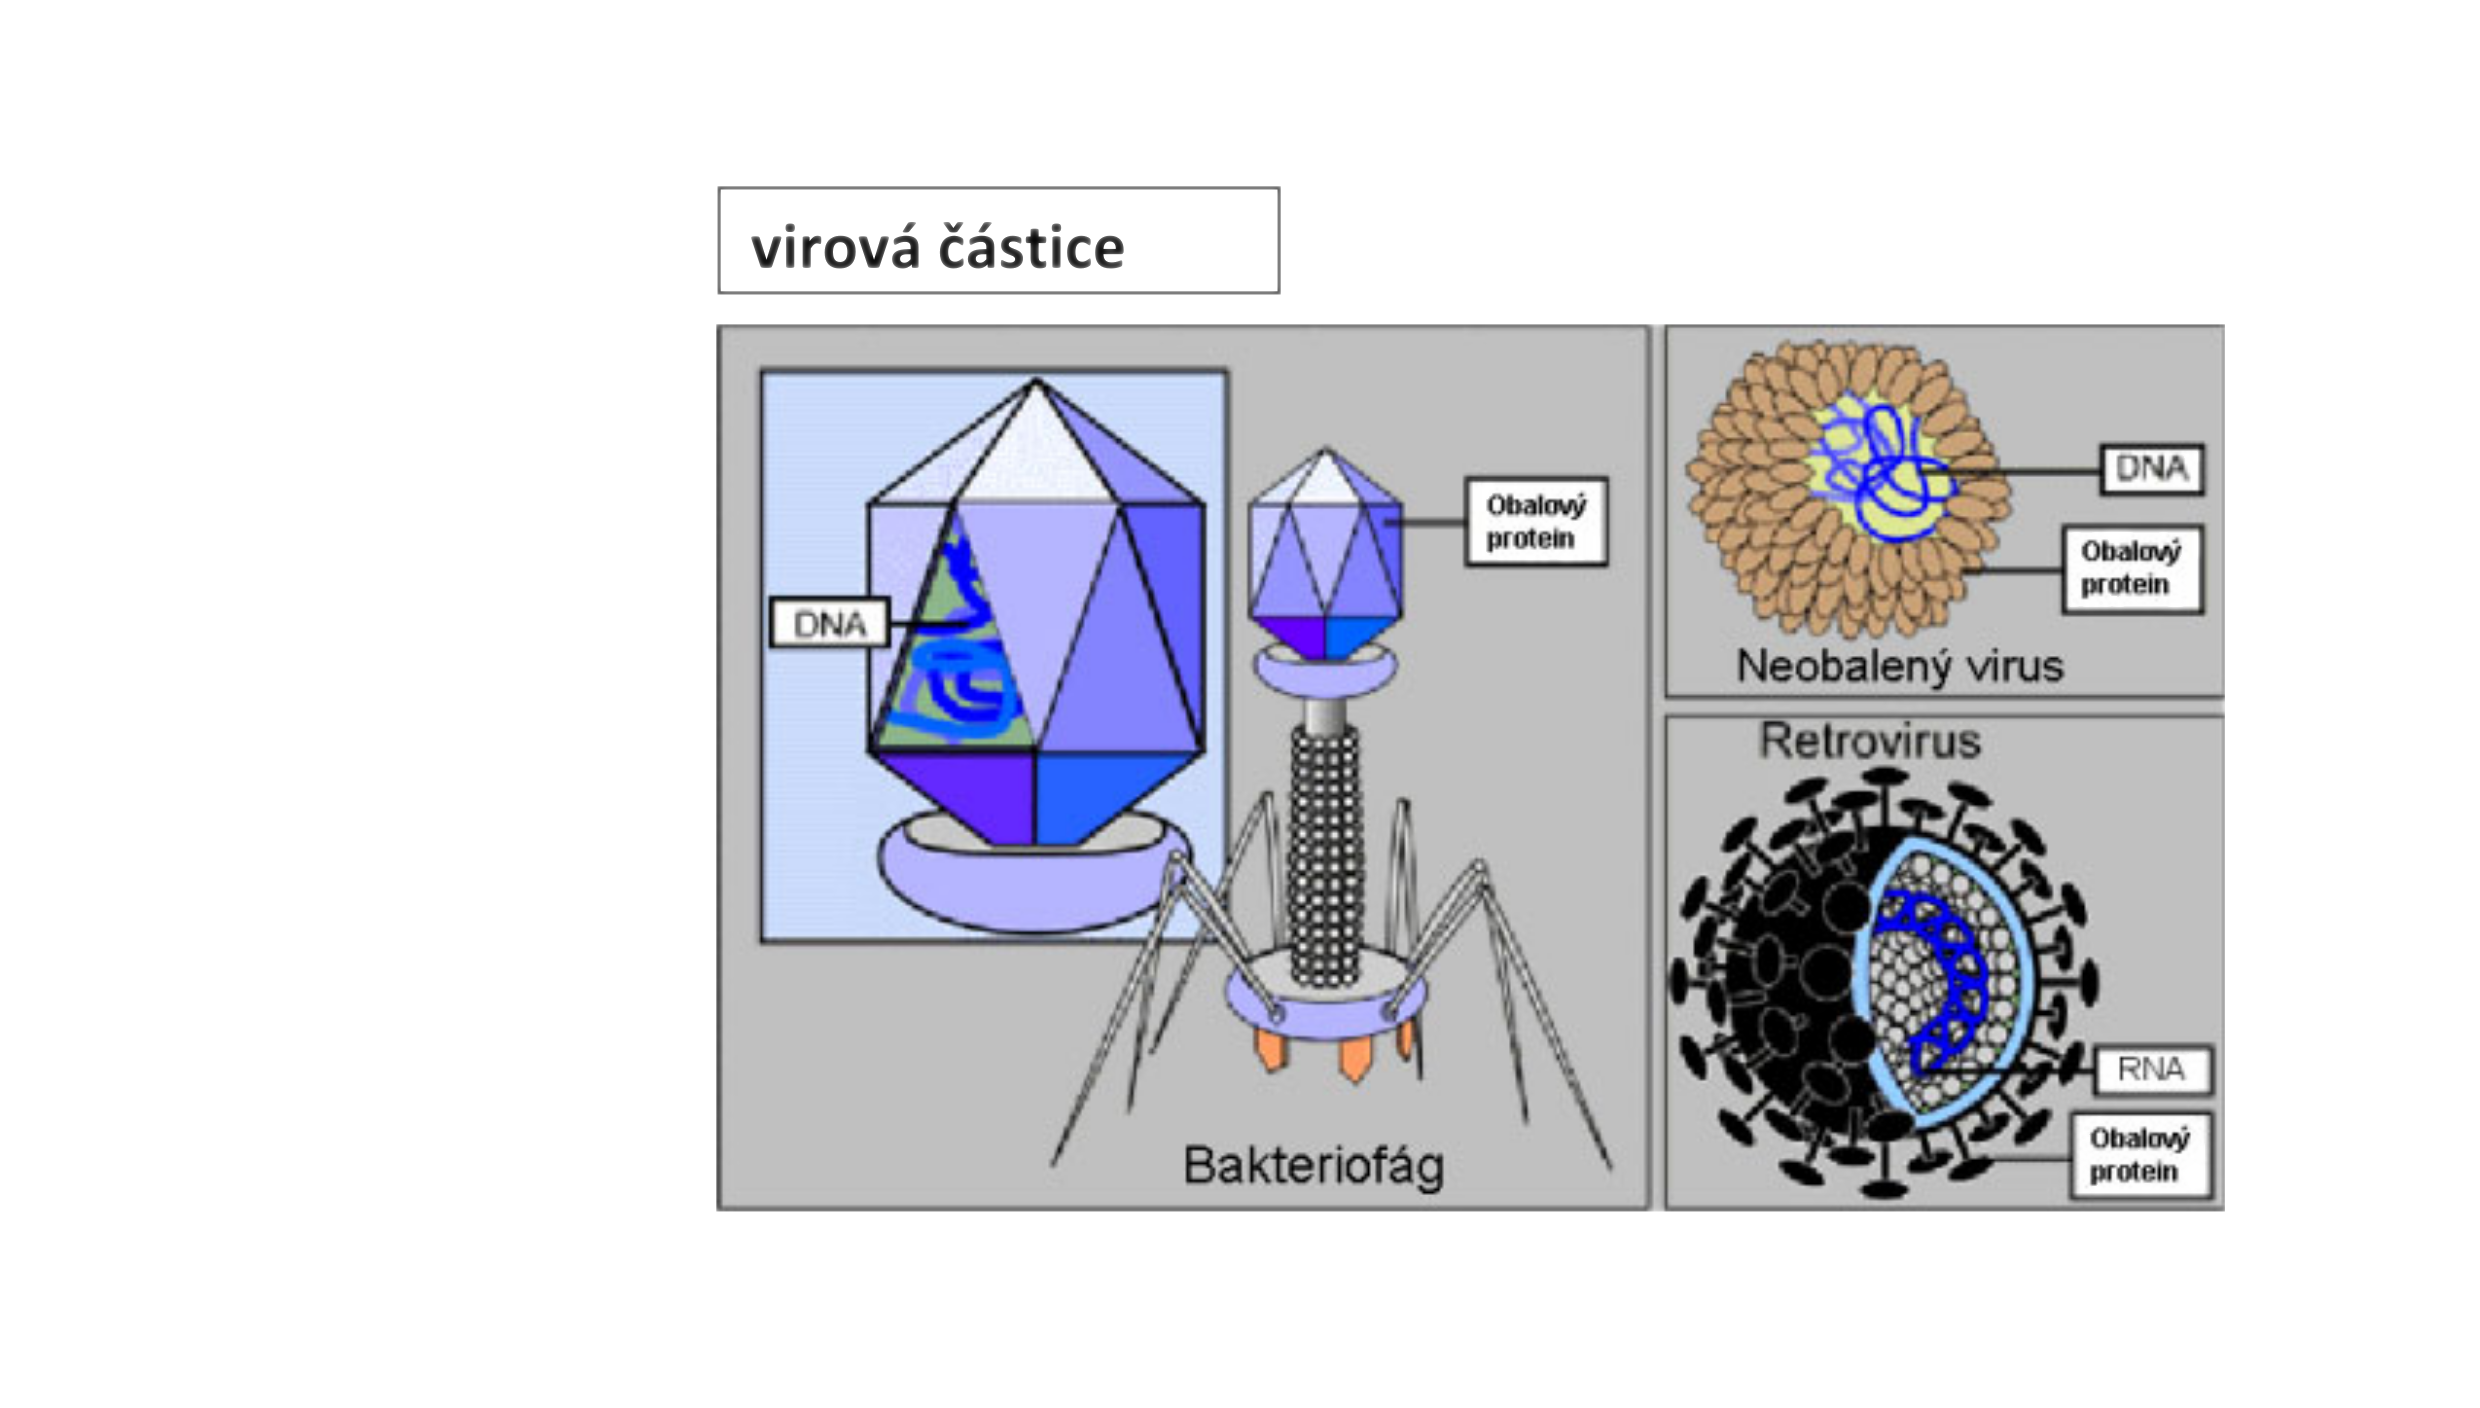 virová částice
DNA
Obalový
protein
Bakteriofág
DNA
Obalový
protein
Neobalený virus
Retrovirus
RNA
Obalový
protein